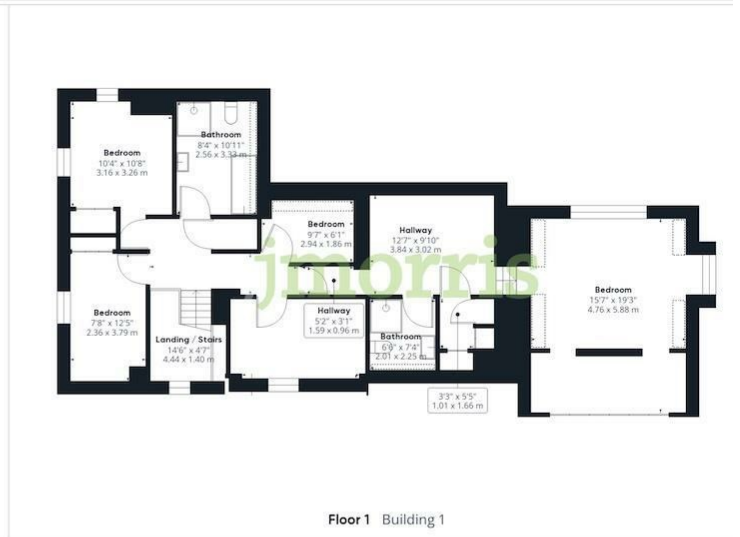 Bathroom
8'4" x 10'11"
2.56 x 3.33 m
Bedroom
10'4" x 10'8"
3.16 x 3.26 m
Bedroom
9'7" x 6'1"
2.94 x 1.86 m
Hallway
12'7" x 9'10"
3.84 x 3.02 m
jmorris
Bedroom
15'7" x 19'3"
4.76 x 5.88 m
Bedroom
7'8" x 12'5"
2.36 x 3.79 m
Landing / Stairs
14'6" x 4'7"
4.44 x 1.40 m
Hallway
5'2" x 3'1"
1.59 x 0.96 m
Bathroom
6'6" x 7'4"
2.01 x 2.25 m
3'3" x 5'5"
1.01 x 1.66 m
Floor 1 Building 1